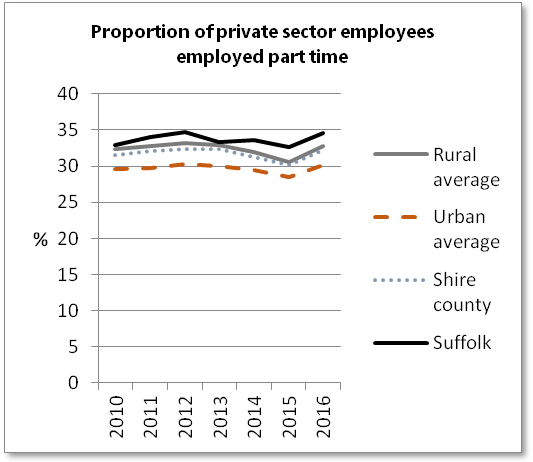 Proportion of private sector employees
employed part time
40
35
30
25
20
15
10
5
0
%
2010
2011
2012
2013
2014
2015
2016
Rural
average
Urban
average
Shire
county
Suffolk